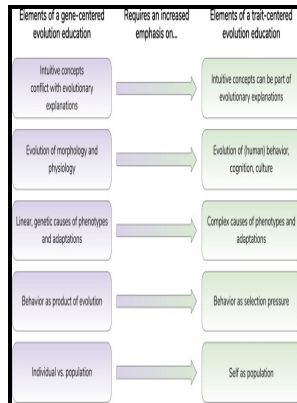 Elements of a gene-centered
evolution education
Requires an increased
emphasis on...
Elements of a trait-centered
evolution education
Intuitive concepts
conflict with evolutionary
explanations
Intuitive concepts can be part of
evolutionary explanations
Evolution of morphology and
physiology
Evolution of (human) behavior,
cognition, culture
Linear, genetic causes of phenotypes
and adaptations
Complex causes of phenotypes and
adaptations
Behavior as product of evolution
Behavior as selection pressure
Individual vs. population
Self as population